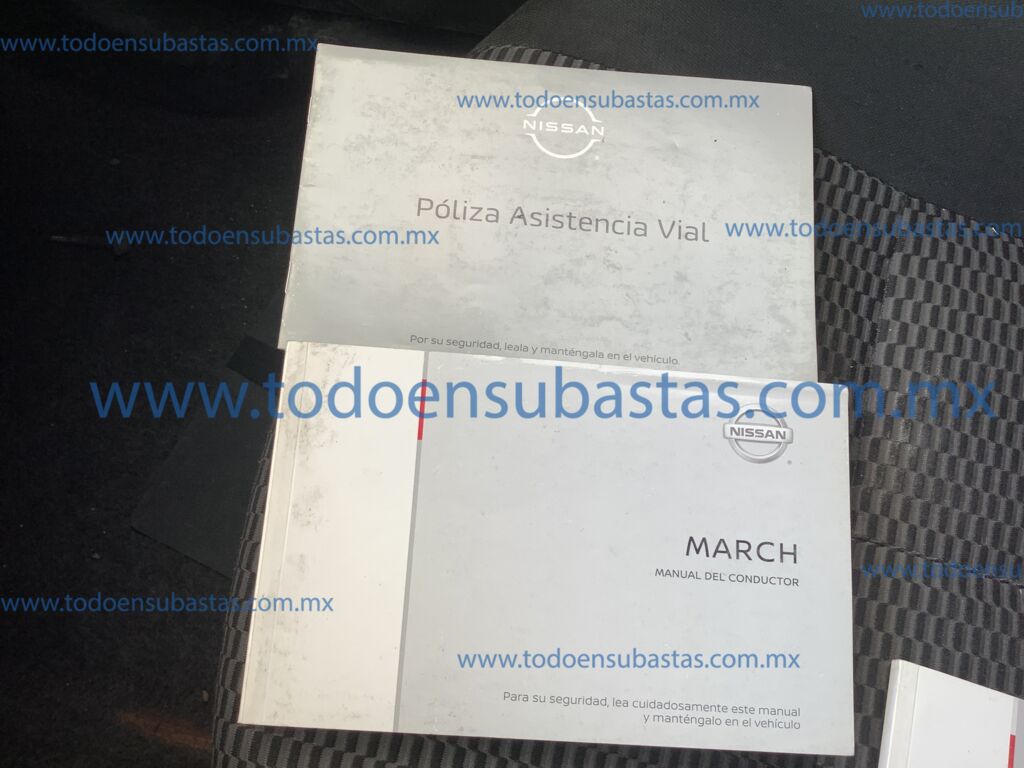 www.todoensubastas.com.mx
www.todoensubastas
www.todoensubastas.com.mx
NISSAN
Póliza Asistencia Vial
www.todoensubastas.com.mx
www.todoensubastas.com.mx
Por su seguridad, leala y manténgala en el vehículo.
www.todoensubastas.com.mx
NISSAN
MARCH
MANUAL DEL CONDUCTOR
www.todoensubastas
www.todoensubastas.com.mx
www.todoensubastas.com.mx
Para su seguridad, lea cuidadosamente este manual
y manténgalo en el vehículo